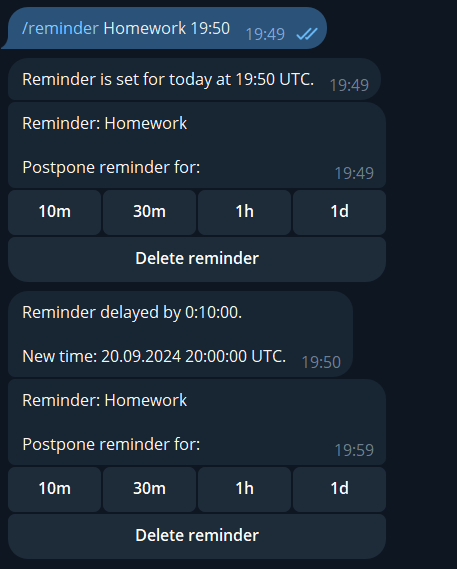 /reminder Homework 19:50 19:49
Reminder is set for today at 19:50 UTC. 19:49
Reminder: Homework
Postpone reminder for: 19:49
10m 30m 1h 1d
Delete reminder
Reminder delayed by 0:10:00.
New time: 20.09.2024 20:00:00 UTC. 19:50
Reminder: Homework
Postpone reminder for: 19:59
10m 30m 1h 1d
Delete reminder